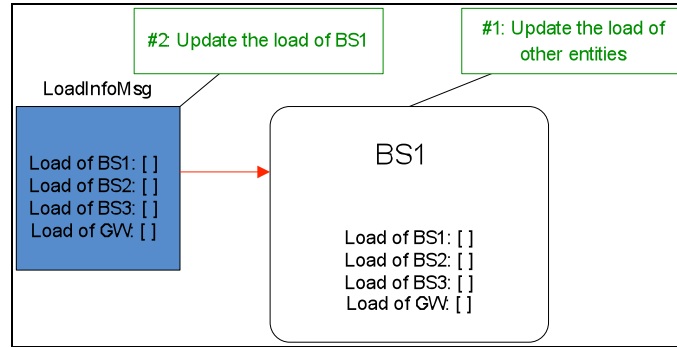 #2: Update the load of BS1
#1: Update the load of
other entities
LoadInfoMsg
Load of BS1: [ ]
Load of BS2: [ ]
Load of BS3: [ ]
Load of GW: [ ]
BS1
Load of BS1: [ ]
Load of BS2: [ ]
Load of BS3: [ ]
Load of GW: [ ]